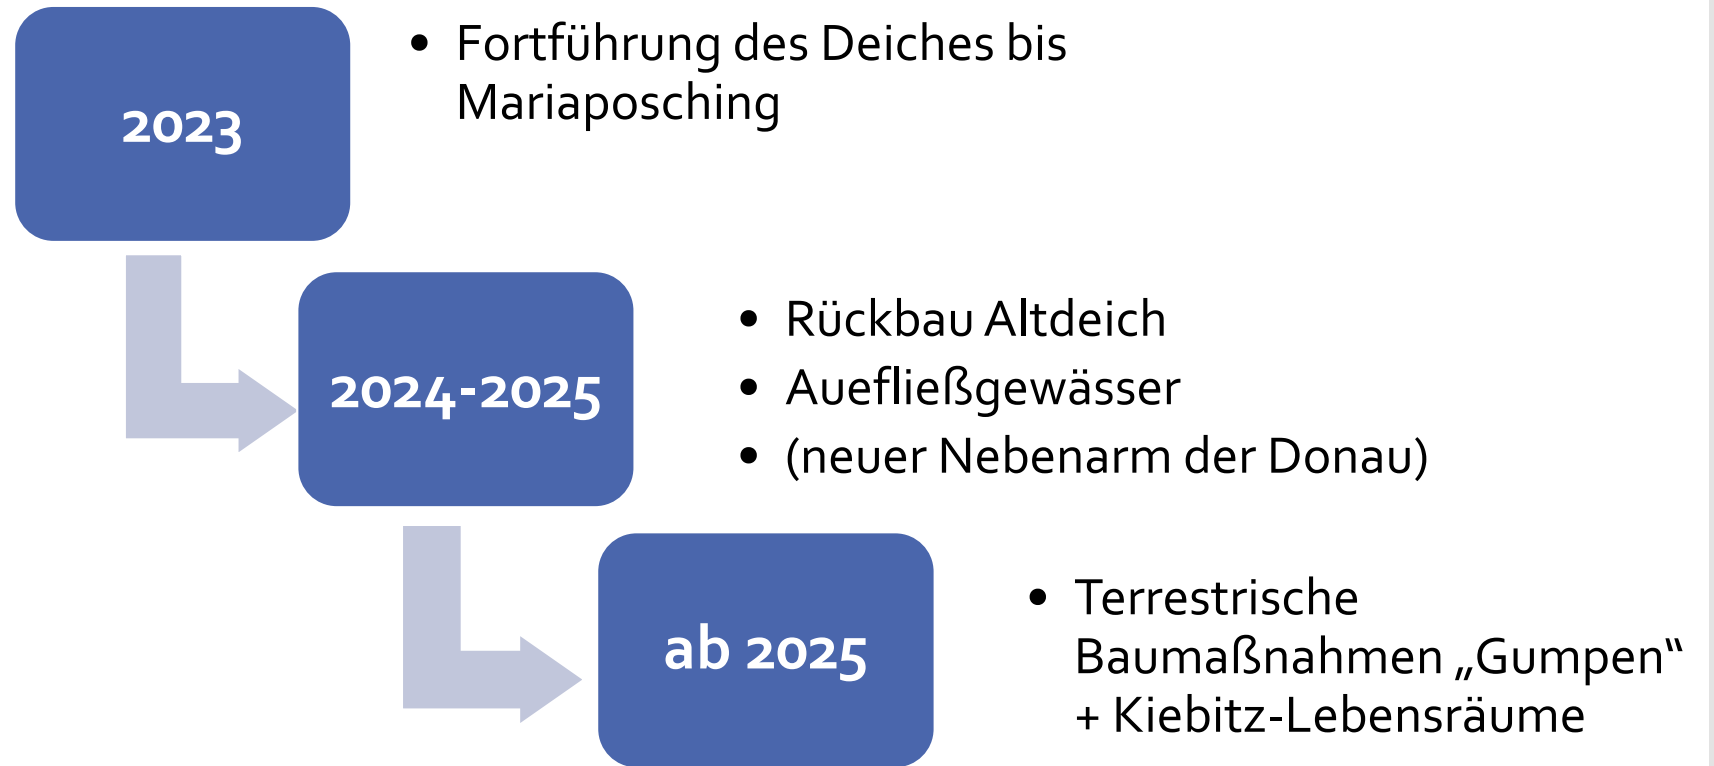 2023
• Fortführung des Deiches bis
Mariaposching
2024-2025
• Rückbau Altdeich
• Auefließgewässer
• (neuer Nebenarm der Donau)
ab 2025
• Terrestrische
Baumaßnahmen „Gumpen“
+ Kiebitz-Lebensräume